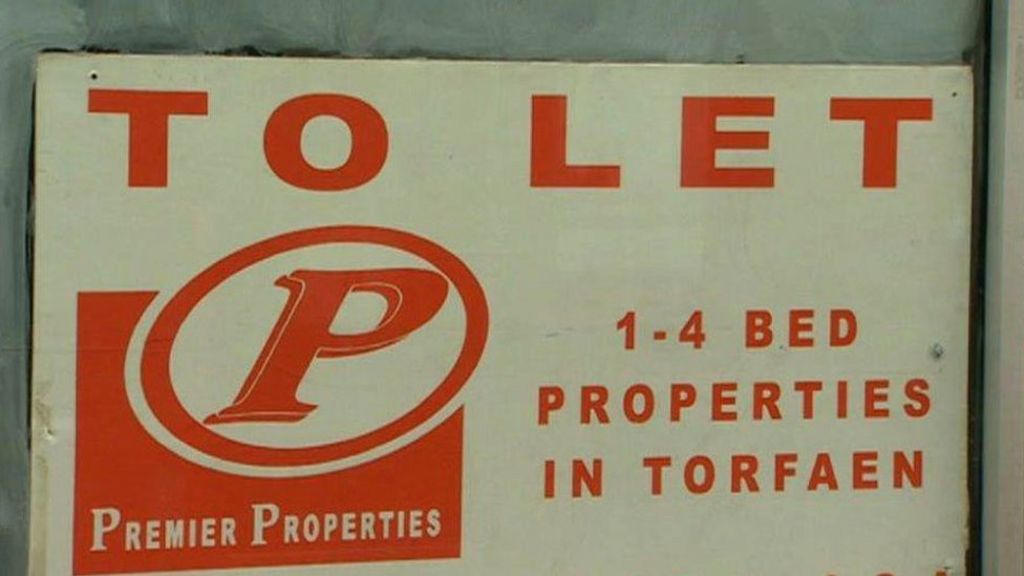 TO LET
P
1-4 BED
PROPERTIES
IN TORFAEN
PREMIER PROPERTIES